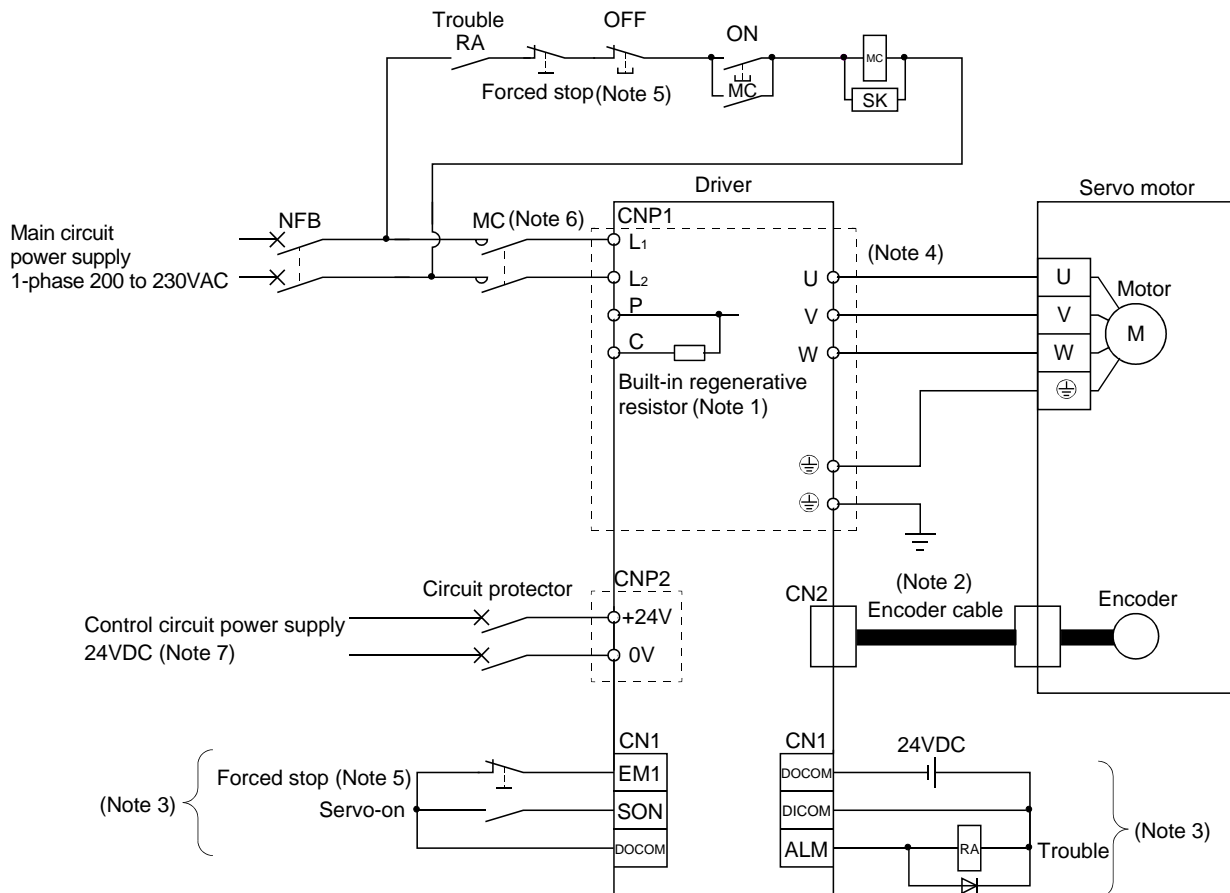 Trouble
RA
OFF
ON
MC
Forced stop (Note 5)
MC
SK
Driver
Servo motor
NFB
MC (Note 6)
CNP1
Main circuit
power supply
1-phase 200 to 230VAC
L1
L2
P
C
Built-in regenerative
resistor (Note 1)
U
V
W
(Note 4)
U
V
W
Motor
M
Circuit protector
CNP2
Control circuit power supply
24VDC (Note 7)
+24V
0V
CN2
(Note 2)
Encoder cable
Encoder
CN1
CN1
24VDC
(Note 3)
Forced stop (Note 5)
Servo-on
EM1
SON
DOCOM
DOCOM
DICOM
ALM
RA
Trouble
(Note 3)